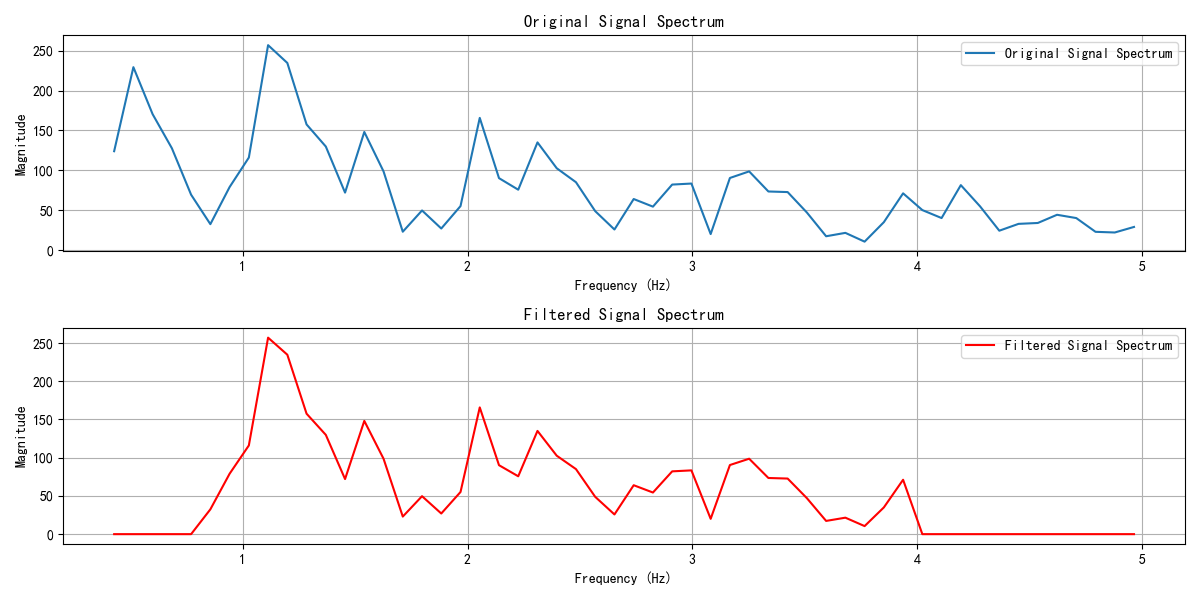 Original Signal Spectrum
Original Signal Spectrum
250
200
150
100
50
0
Magnitude
1 2 3 4 5
Frequency (Hz)
Filtered Signal Spectrum
Filtered Signal Spectrum
250
200
150
100
50
0
Magnitude
1 2 3 4 5
Frequency (Hz)